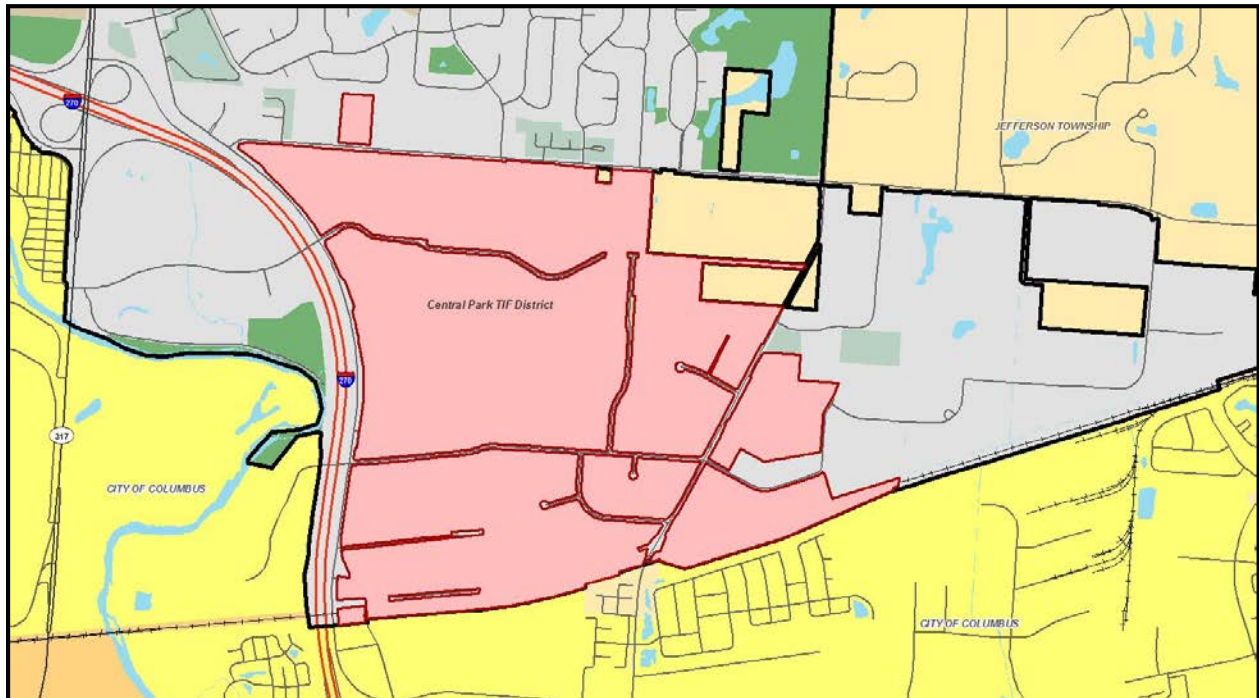 270
JEFFERSON TOWNSHIP
Central Park TIF District
270
317
CITY OF COLUMBUS
CITY OF COLUMBUS